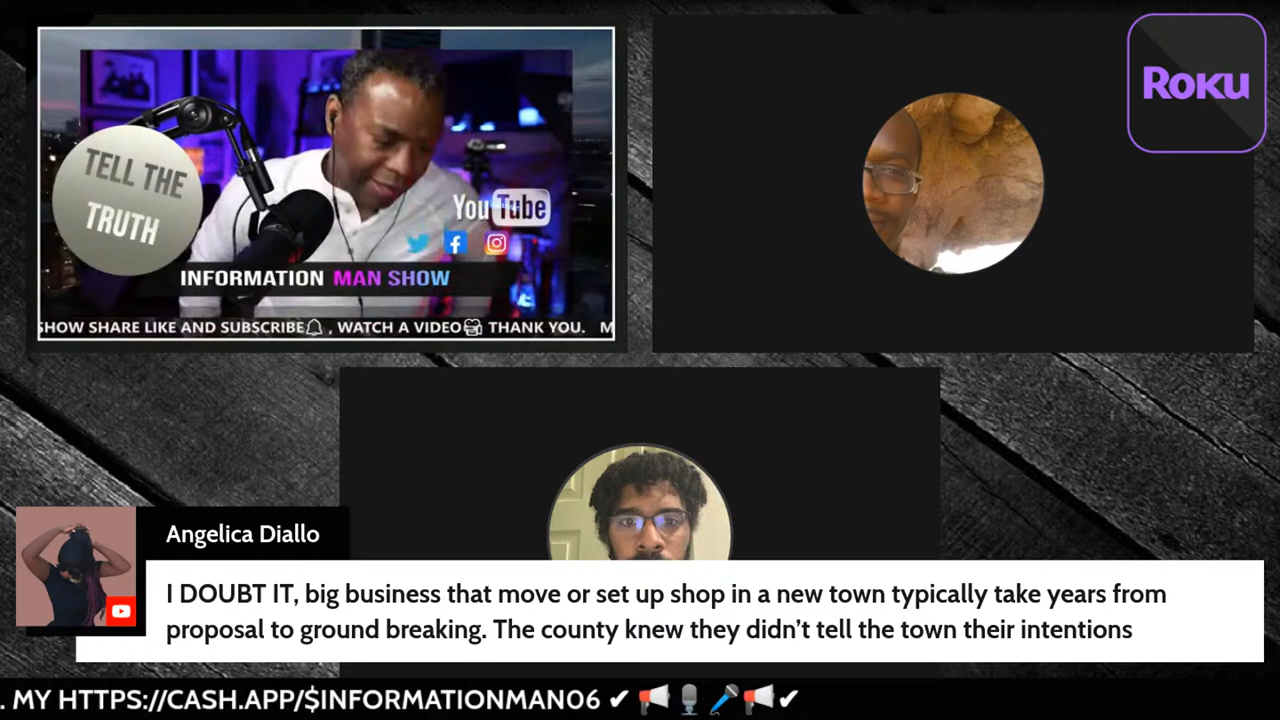 TELL THE
TRUTH
YouTube
INFORMATION MAN SHOW
SHOW SHARE LIKE AND SUBSCRIBE🔔 , WATCH A VIDEO🎥 THANK YOU. M
ROKU
Angelica Diallo
I DOUBT IT, big business that move or set up shop in a new town typically take years from
proposal to ground breaking. The county knew they didn’t tell the town their intentions
. MY HTTPS://CASH.APP/$INFORMATIONMAN06 ✔ 📢🎙🎤📢✔